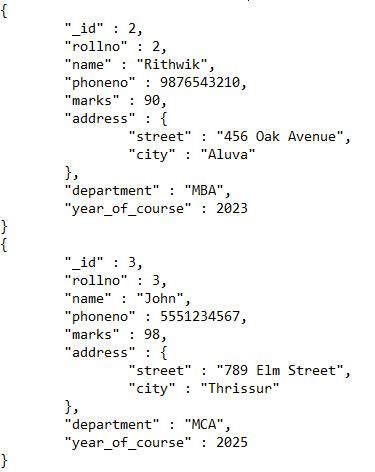 {
"_id" : 2,
"rollno" : 2,
"name" : "Rithwik",
"phoneno" : 9876543210,
"marks" : 90,
"address" : {
"street" : "456 Oak Avenue",
"city" : "Aluva"
},
"department" : "MBA",
"year_of_course" : 2023
}
{
"_id" : 3,
"rollno" : 3,
"name" : "John",
"phoneno" : 5551234567,
"marks" : 98,
"address" : {
"street" : "789 Elm Street",
"city" : "Thrissur"
},
"department" : "MCA",
"year_of_course" : 2025
}